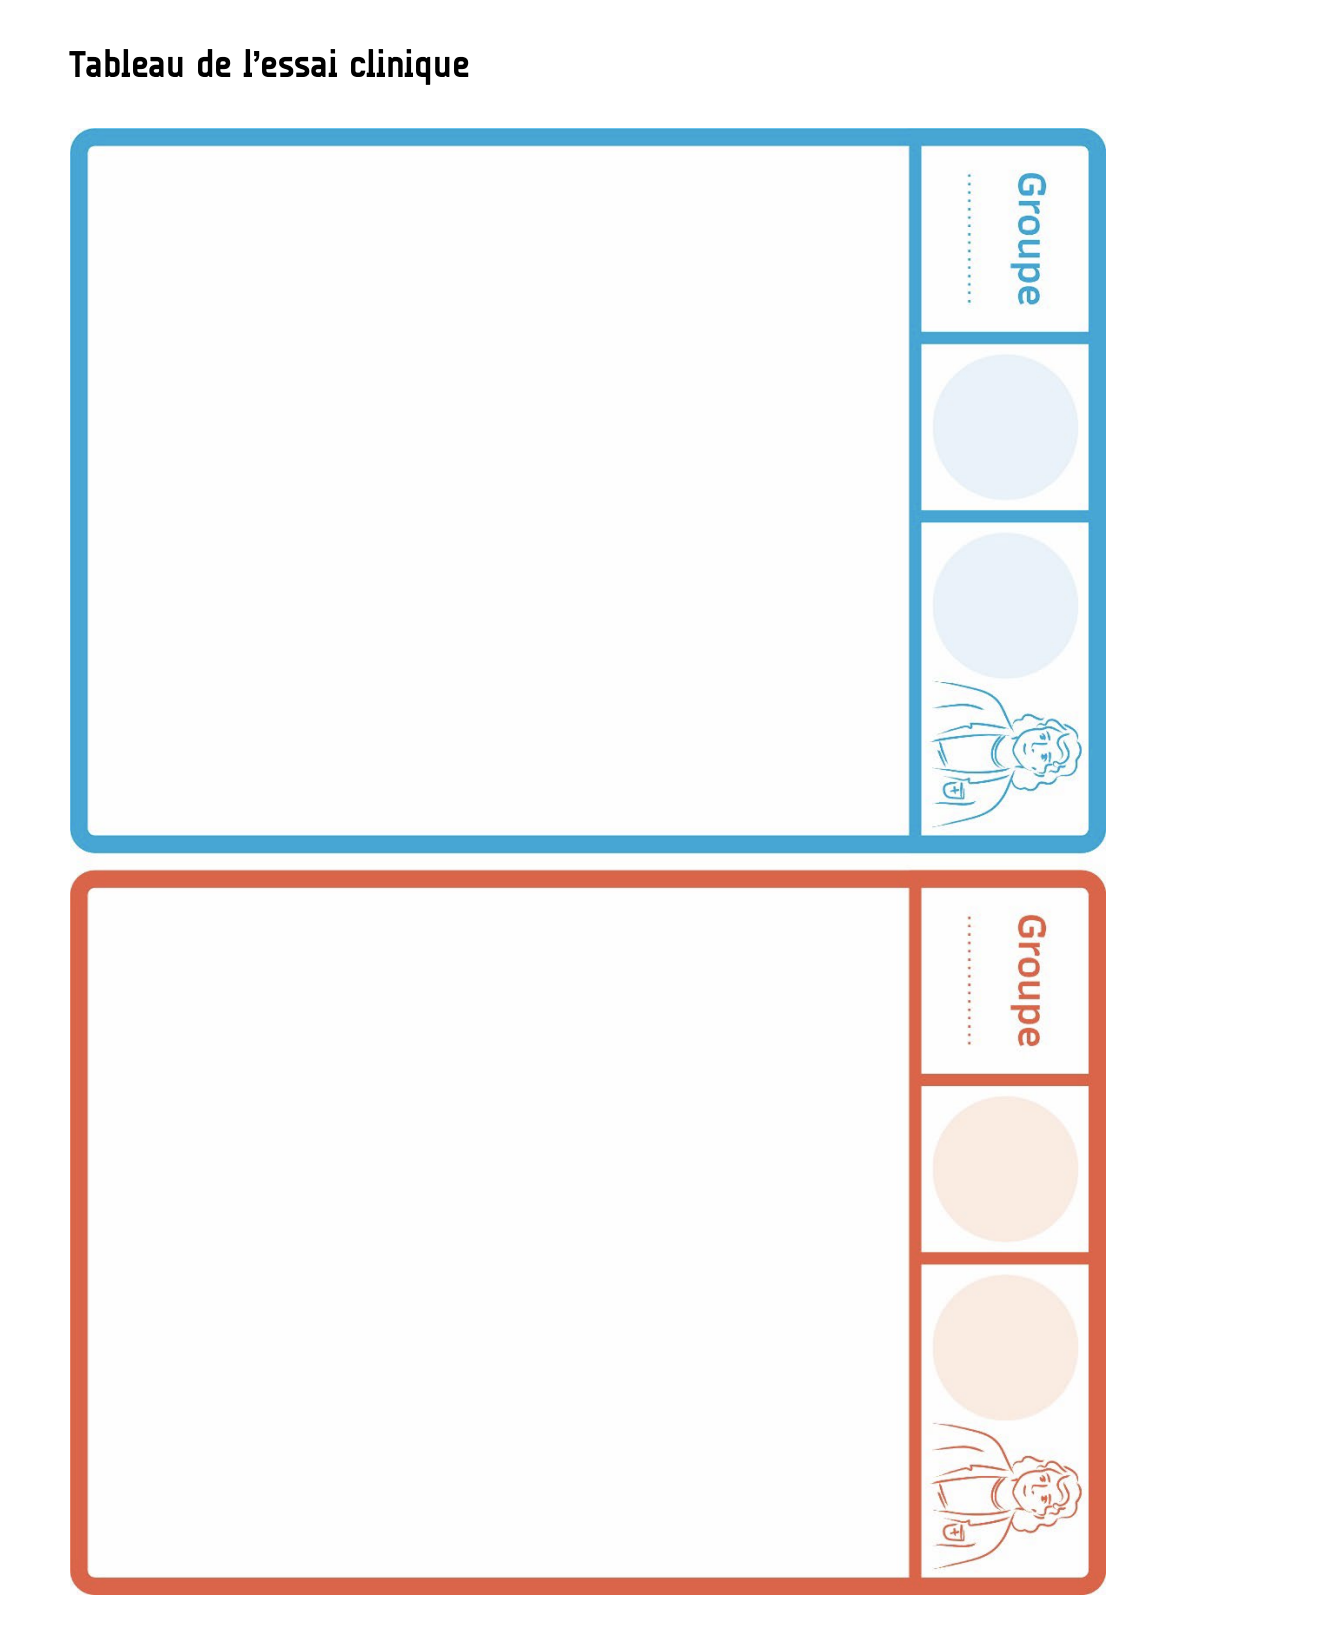 Tableau de l'essai clinique
Groupe
................
Groupe
................